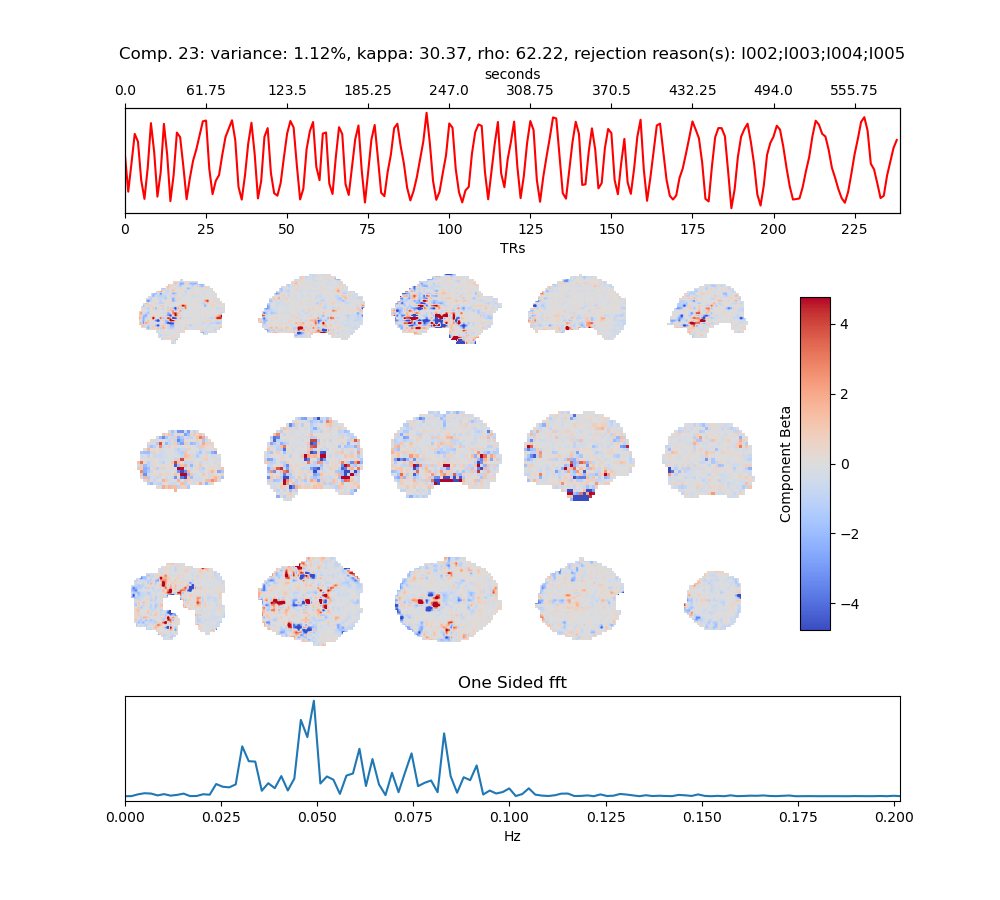 Comp. 23: variance: 1.12%, kappa: 30.37, rho: 62.22, rejection reason(s): I002;I003;I004;I005
seconds
0.0 61.75 123.5 185.25 247.0 308.75 370.5 432.25 494.0 555.75
0 25 50 75 100 125 150 175 200 225
TRs
4
2
0
−2
−4
Component Beta
One Sided fft
0.000 0.025 0.050 0.075 0.100 0.125 0.150 0.175 0.200
Hz